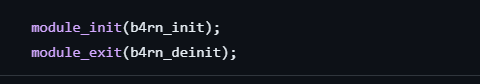 module_init(b4rn_init);
module_exit(b4rn_deinit);